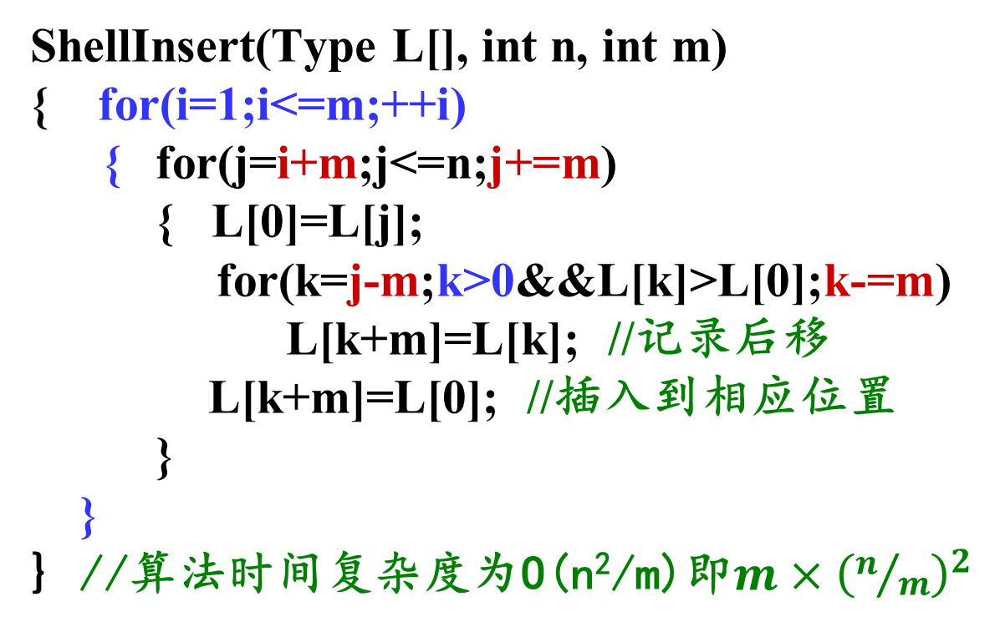 ShellInsert(Type L[], int n, int m)
{ for(i=1;i<=m;++i)
{ for(j=i+m;j<=n;j+=m)
{ L[0]=L[j];
for(k=j-m;k>0&&L[k]>L[0];k-=m)
L[k+m]=L[k]; //记录后移
L[k+m]=L[0]; //插入到相应位置
}
}
} //算法时间复杂度为O(n²/m)即m × (n/m)²